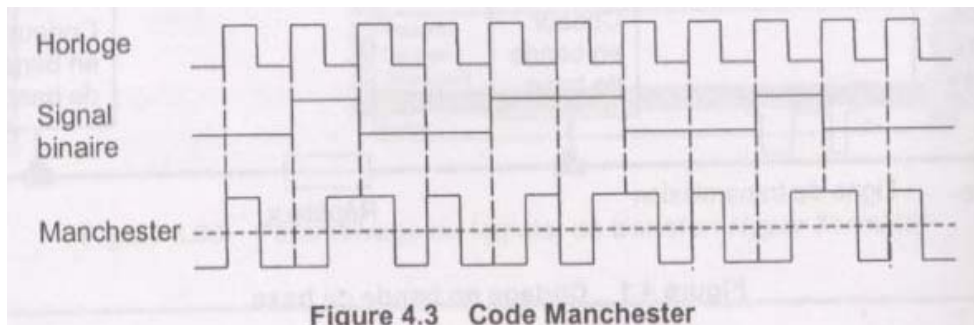 Horloge
Signal
binaire
Manchester
Figure 4.3 Code Manchester